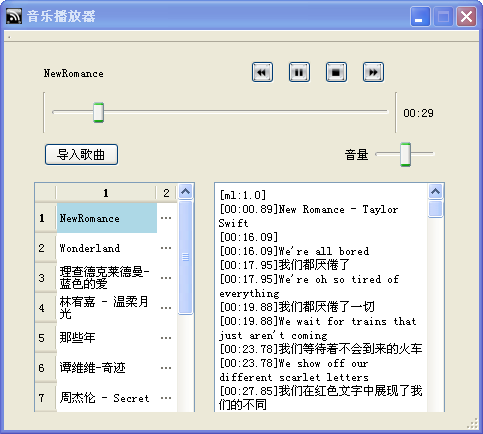 音乐播放器
NewRomance
00:29
导入歌曲
音量
1 2
1 NewRomance ...
2 Wonderland ...
3 理查德克莱德曼-
蓝色的爱 ...
4 林宥嘉 - 温柔月
光 ...
5 那些年 ...
6 谭维维-奇迹 ...
7 周杰伦 - Secret ...
[ml:1.0]
[00:00.89]New Romance - Taylor
Swift
[00:16.09]
[00:16.09]We're all bored
[00:17.95]我们都厌倦了
[00:17.95]We're oh so tired of
everything
[00:19.88]我们都厌倦了一切
[00:19.88]We wait for trains that
just aren't coming
[00:23.78]我们等待着不会到来的火车
[00:23.78]We show off our
different scarlet letters
[00:27.85]我们在红色文字中展现了我
们的不同